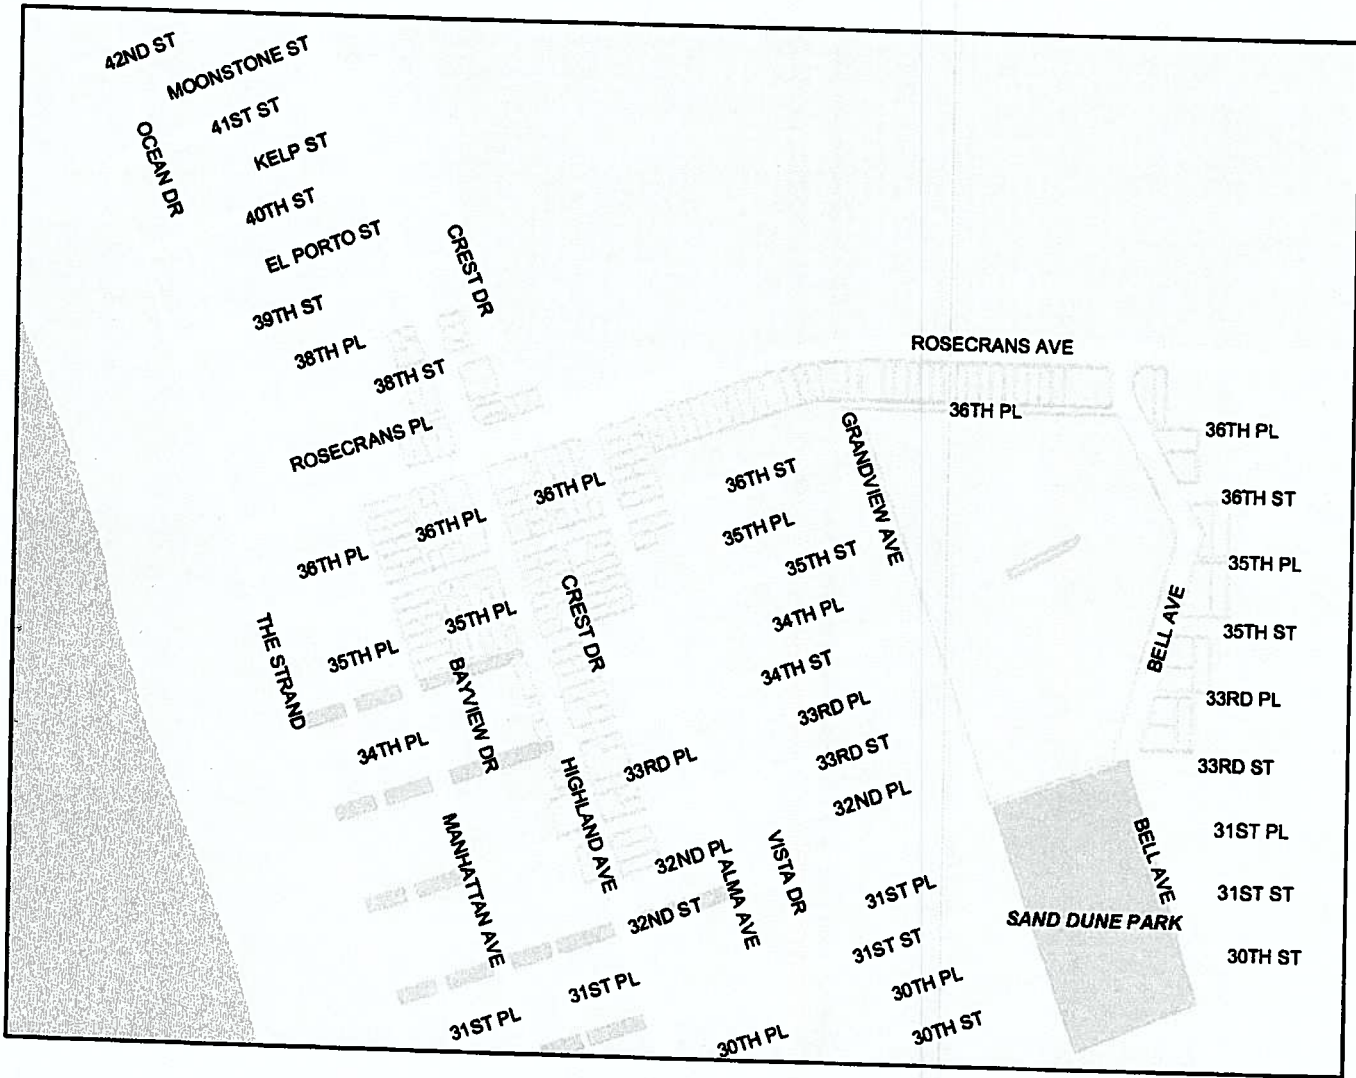 42ND ST
MOONSTONE ST
41ST ST
OCEAN DR
KELP ST
40TH ST
EL PORTO ST
CREST DR
39TH ST
38TH PL
38TH ST
ROSECRANS AVE
36TH PL
ROSECRANS PL
GRANDVIEW AVE
36TH PL
36TH PL
36TH ST
36TH PL
36TH ST
36TH PL
35TH PL
36TH PL
35TH ST
35TH PL
CREST DR
35TH PL
34TH PL
BELL AVE
35TH ST
THE STRAND
35TH PL
BAYVIEW DR
34TH ST
33RD PL
33RD PL
34TH PL
33RD PL
33RD ST
33RD ST
HIGHLAND AVE
32ND PL
MANHATTAN AVE
32ND PL
VISTA DR
ALMA AVE
BELL AVE
31ST PL
31ST PL
31ST ST
32ND ST
SAND DUNE PARK
31ST ST
30TH ST
31ST PL
30TH PL
31ST PL
30TH PL
30TH ST